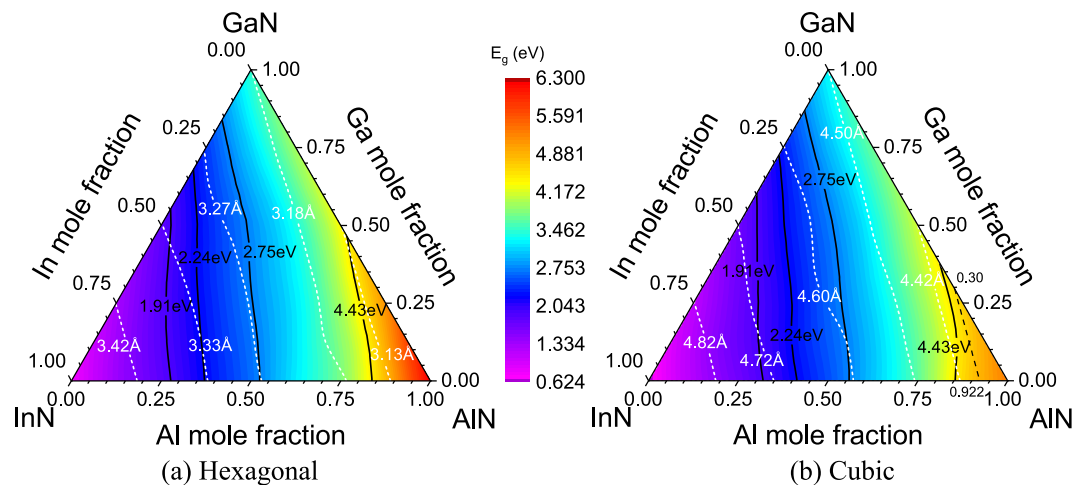 GaN
0.00
1.00
0.25
0.75
0.50
0.50
0.75
0.25
1.00
0.00
In mole fraction
Ga mole fraction
3.27Å
3.18Å
2.24eV
2.75eV
1.91eV
4.43eV
3.42Å
3.33Å
3.13Å
InN
0.00
0.25
0.50
0.75
1.00
AlN
Al mole fraction
(a) Hexagonal
Eg (eV)
6.300
5.591
4.881
4.172
3.462
2.753
2.043
1.334
0.624
GaN
0.00
1.00
0.25
0.75
0.50
0.50
0.75
0.25
1.00
0.00
In mole fraction
Ga mole fraction
4.50Å
2.75eV
1.91eV
4.42Å
0.30
4.60Å
2.24eV
4.82Å
4.72Å
4.43eV
0.922
InN
0.00
0.25
0.50
0.75
1.00
AlN
Al mole fraction
(b) Cubic